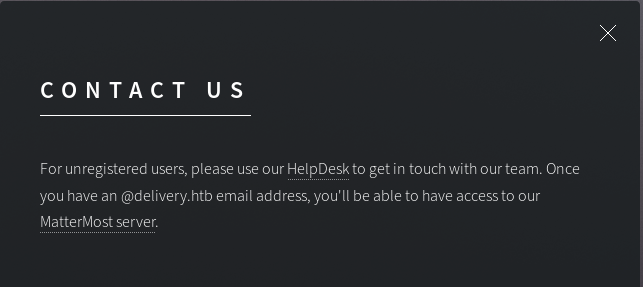 CONTACT US
For unregistered users, please use our HelpDesk to get in touch with our team. Once
you have an @delivery.htb email address, you'll be able to have access to our
MatterMost server.